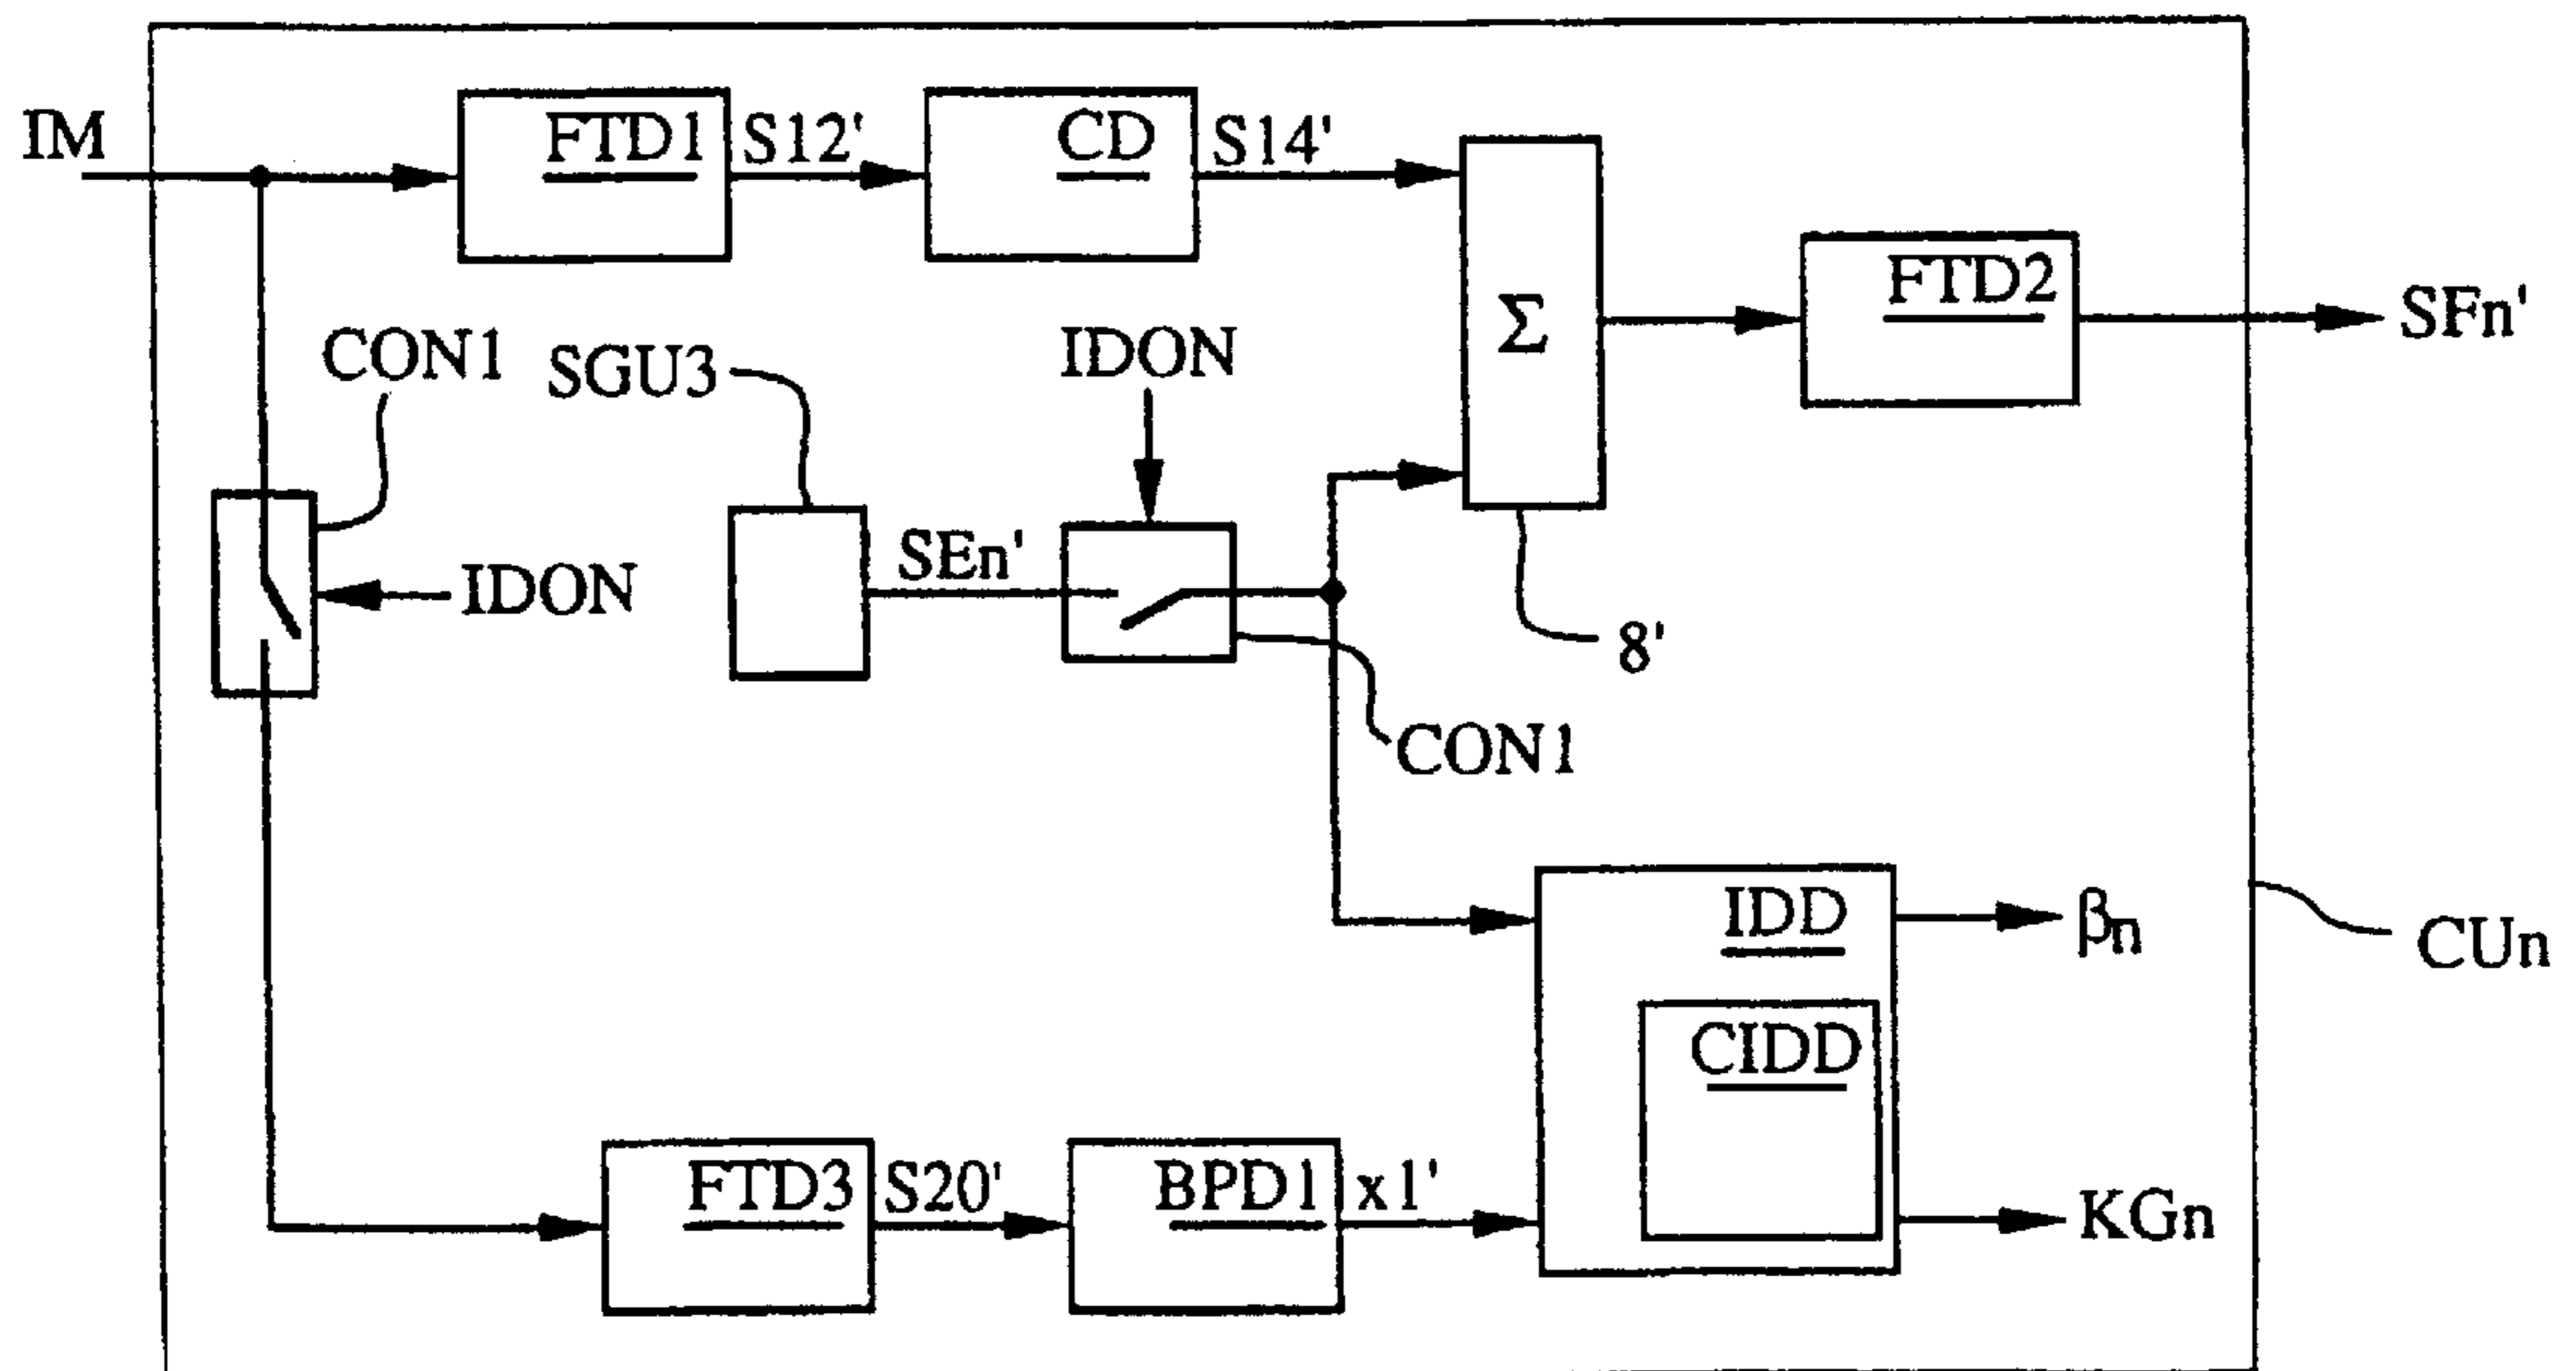 IM
FTD1
S12'
CD
S14'
Σ
FTD2
SFn'
CON1
SGU3
IDON
SEn'
IDON
8'
CON1
IDD
βn
CUn
CIDD
FTD3
S20'
BPD1
x1'
KGn